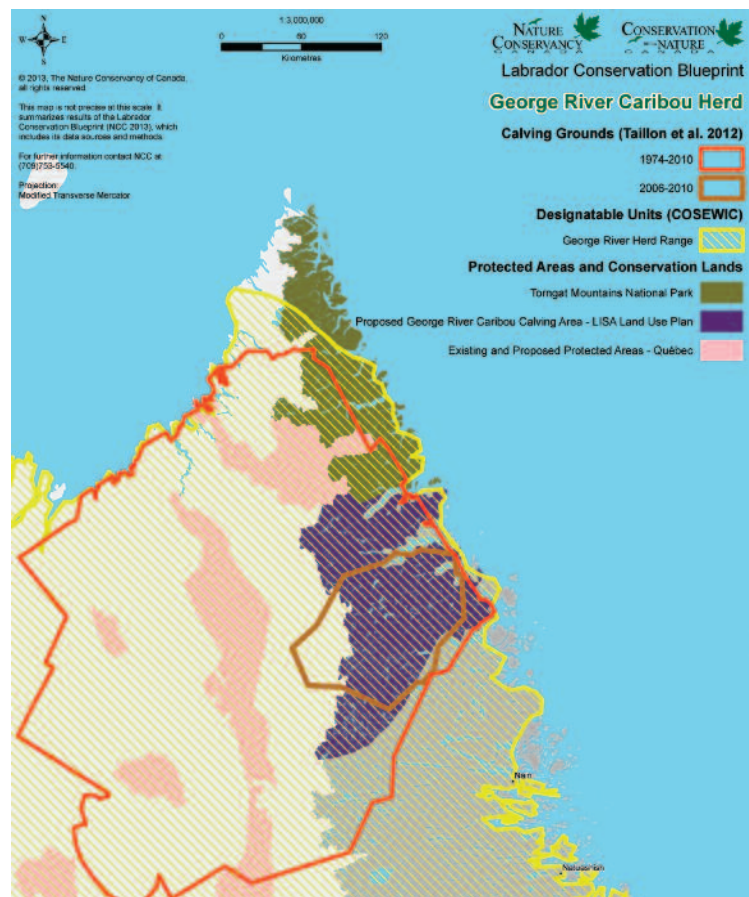 N
W E
S
1:3,000,000
0 60 120
Kilometres
NATURE
CONSERVANCY
CANADA
CONSERVATION
DE LA NATURE
CANADA
Labrador Conservation Blueprint
George River Caribou Herd
Calving Grounds (Taillon et al. 2012)
1974-2010
2006-2010
Designatable Units (COSEWIC)
George River Herd Range
Protected Areas and Conservation Lands
Torngat Mountains National Park
Proposed George River Caribou Calving Area - LISA Land Use Plan
Existing and Proposed Protected Areas - Québec
© 2013, The Nature Conservancy of Canada,
all rights reserved.
This map is not precise at this scale. It
summarizes results of the Labrador
Conservation Blueprint (NCC 2013), which
includes its data sources and methods.
For further information contact NCC at
(709)753-5540.
Projection:
Modified Transverse Mercator
Nain
Natuashish